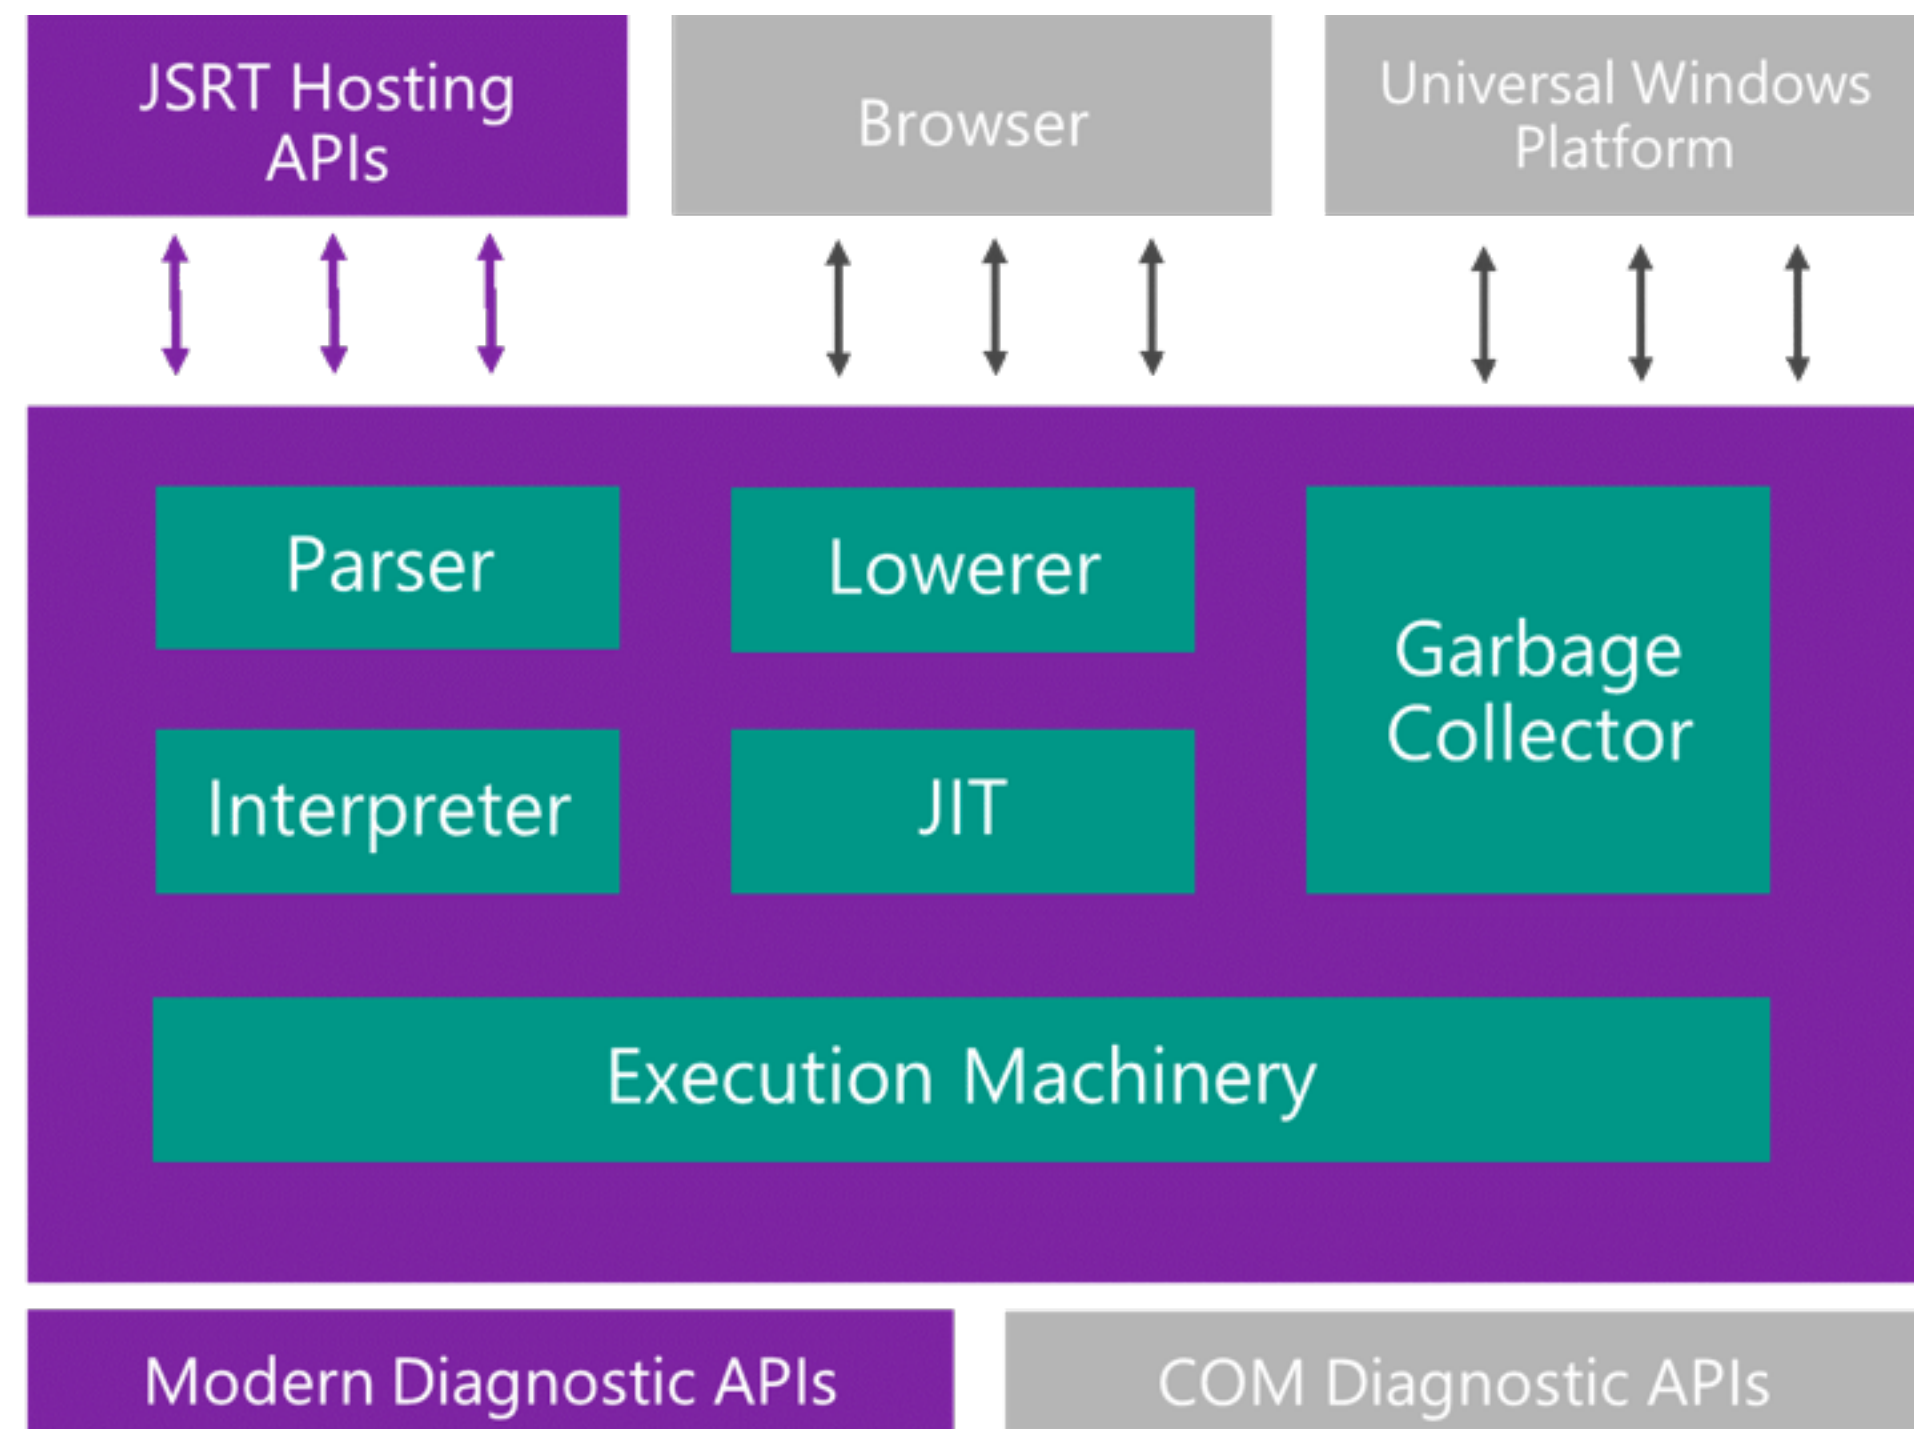 JSRT Hosting
APIs
Browser
Universal Windows
Platform
Parser
Lowerer
Garbage
Collector
Interpreter
JIT
Execution Machinery
Modern Diagnostic APIs
COM Diagnostic APIs